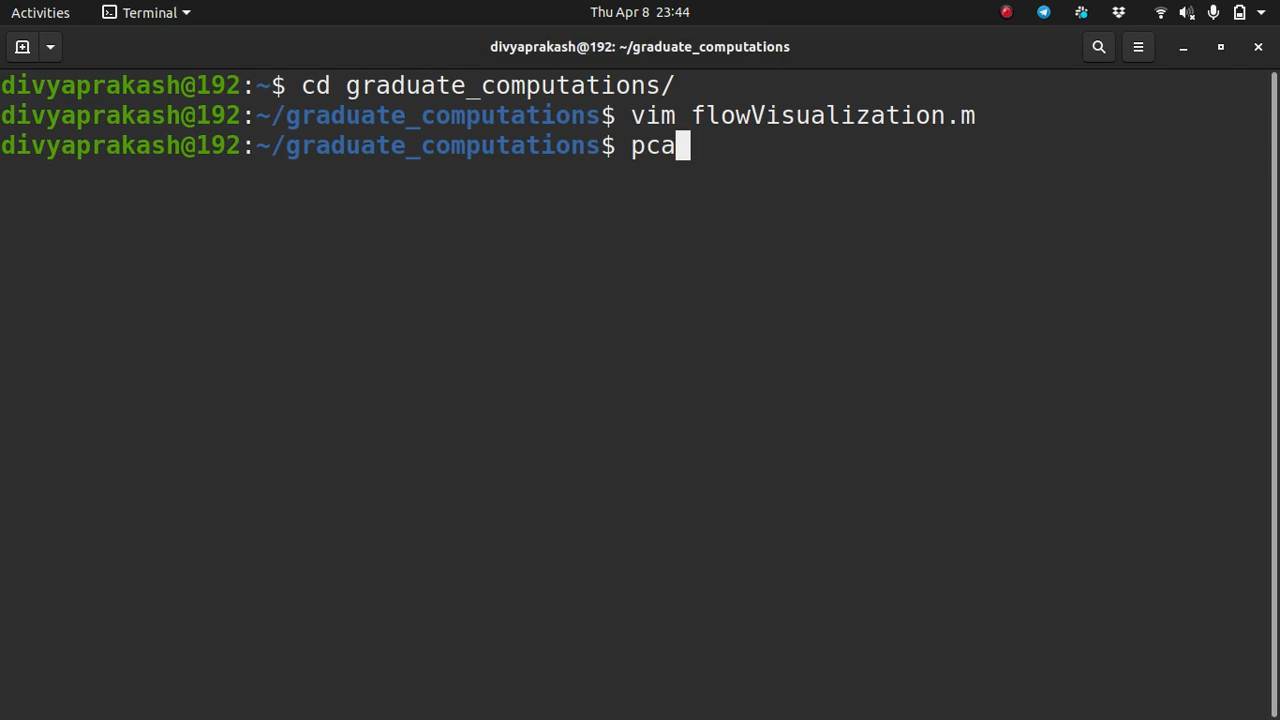 Activities Terminal Thu Apr 8 23:44
divyaprakash@192: ~/graduate_computations
divyaprakash@192:~$ cd graduate_computations/
divyaprakash@192:~/graduate_computations$ vim flowVisualization.m
divyaprakash@192:~/graduate_computations$ pca